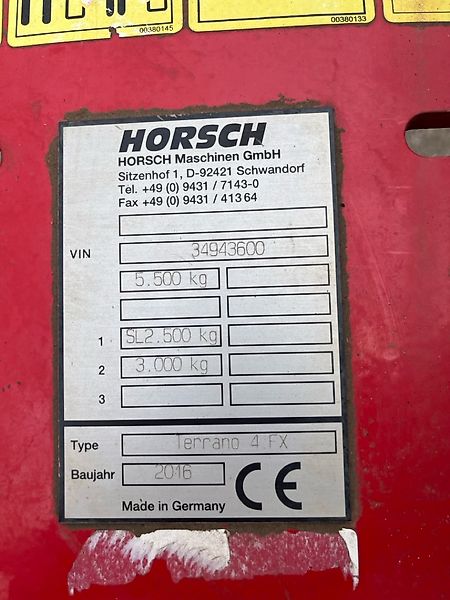 00380145
00380133
HORSCH
HORSCH Maschinen GmbH
Sitzenhof 1, D-92421 Schwandorf
Tel. +49 (0) 9431 / 7143-0
Fax +49 (0) 9431 / 41364
VIN 34943600
5.500 kg
1 SL2.500 kg
2 3.000 kg
3
Type Terrano 4 FX
Baujahr 2016
CE
Made in Germany